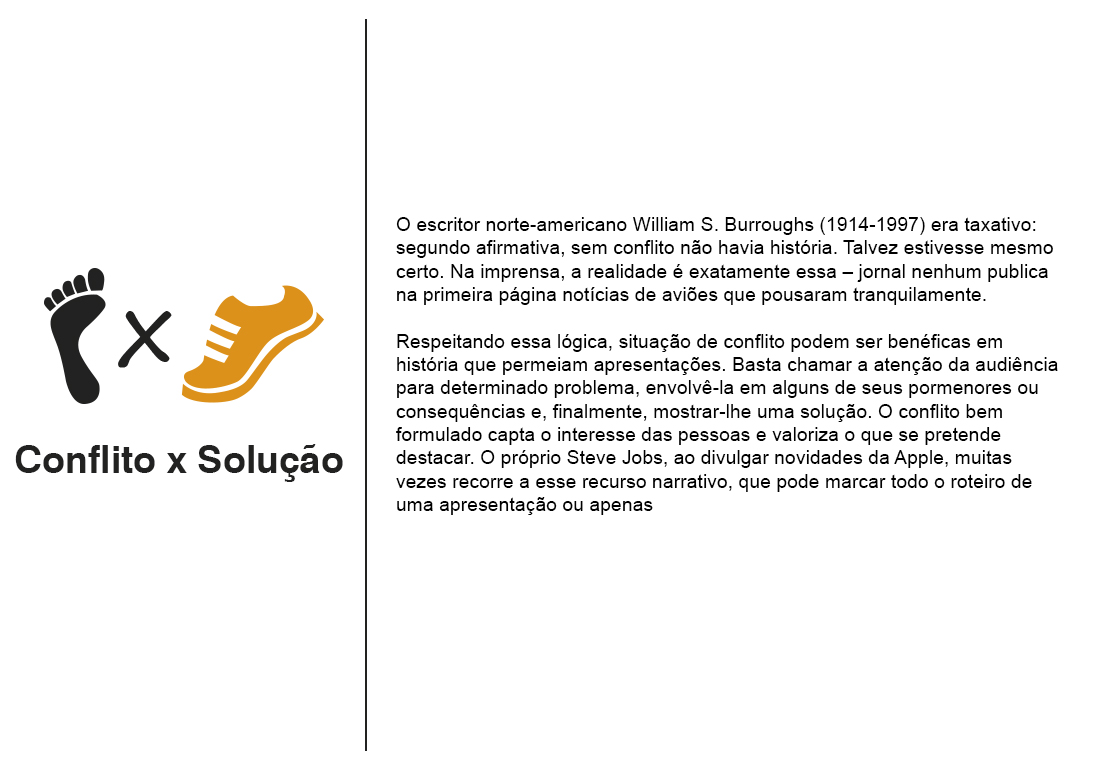 Conflito x Solução
O escritor norte-americano William S. Burroughs (1914-1997) era taxativo:
segundo afirmativa, sem conflito não havia história. Talvez estivesse mesmo
certo. Na imprensa, a realidade é exatamente essa – jornal nenhum publica
na primeira página notícias de aviões que pousaram tranquilamente.
Respeitando essa lógica, situação de conflito podem ser benéficas em
história que permeiam apresentações. Basta chamar a atenção da audiência
para determinado problema, envolvê-la em alguns de seus pormenores ou
consequências e, finalmente, mostrar-lhe uma solução. O conflito bem
formulado capta o interesse das pessoas e valoriza o que se pretende
destacar. O próprio Steve Jobs, ao divulgar novidades da Apple, muitas
vezes recorre a esse recurso narrativo, que pode marcar todo o roteiro de
uma apresentação ou apenas